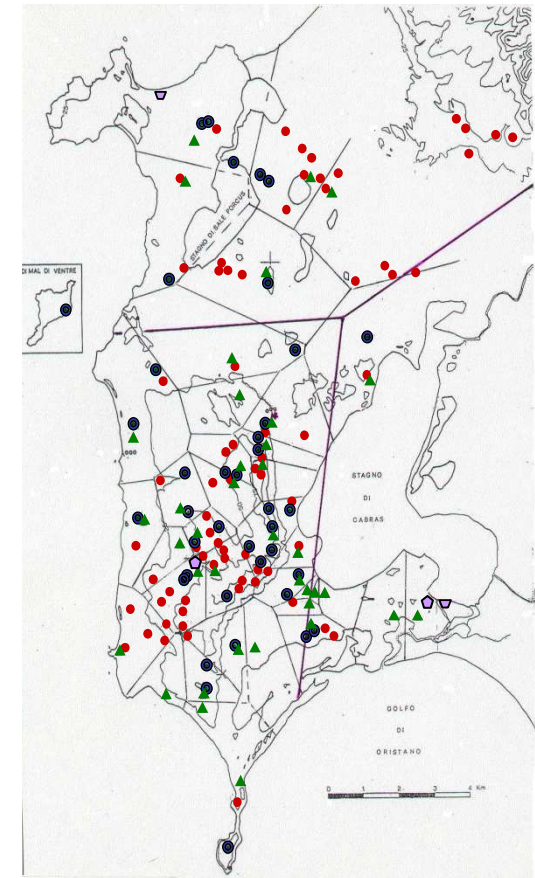 STAGNO DI SALE PORCUS
DI MAL DI VENTRE
STAGNO
DI
CABRAS
GOLFO
DI
ORISTANO
0 1 2 3 4 Km